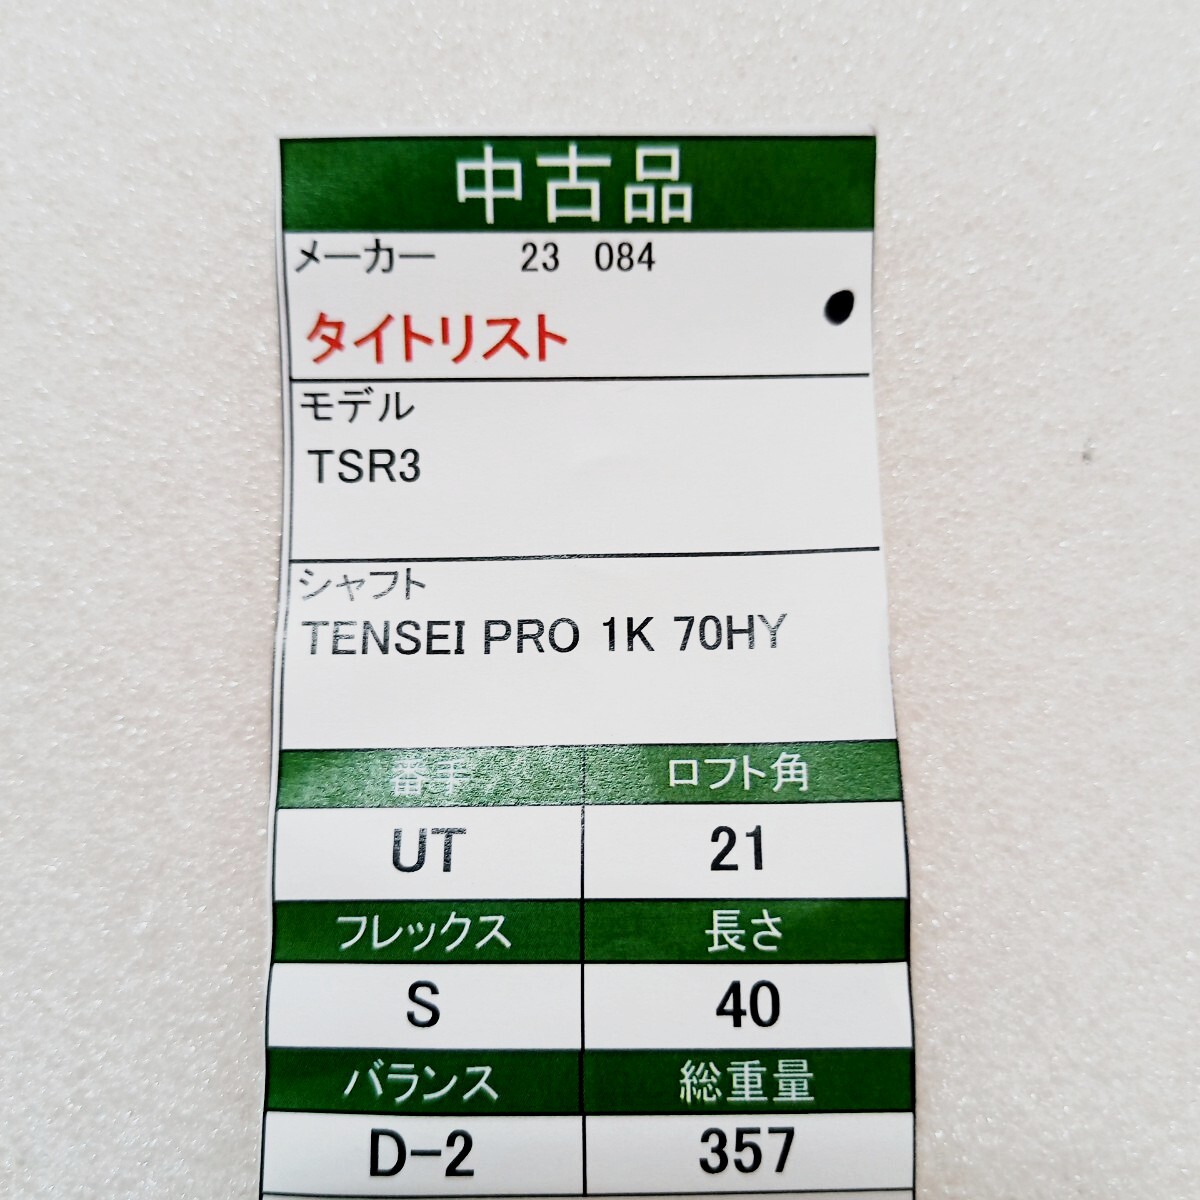 中古品
メーカー 23 084
タイトリスト
モデル
TSR3
シャフト
TENSEI PRO 1K 70HY
番手 ロフト角
UT 21
フレックス 長さ
S 40
バランス 総重量
D-2 357